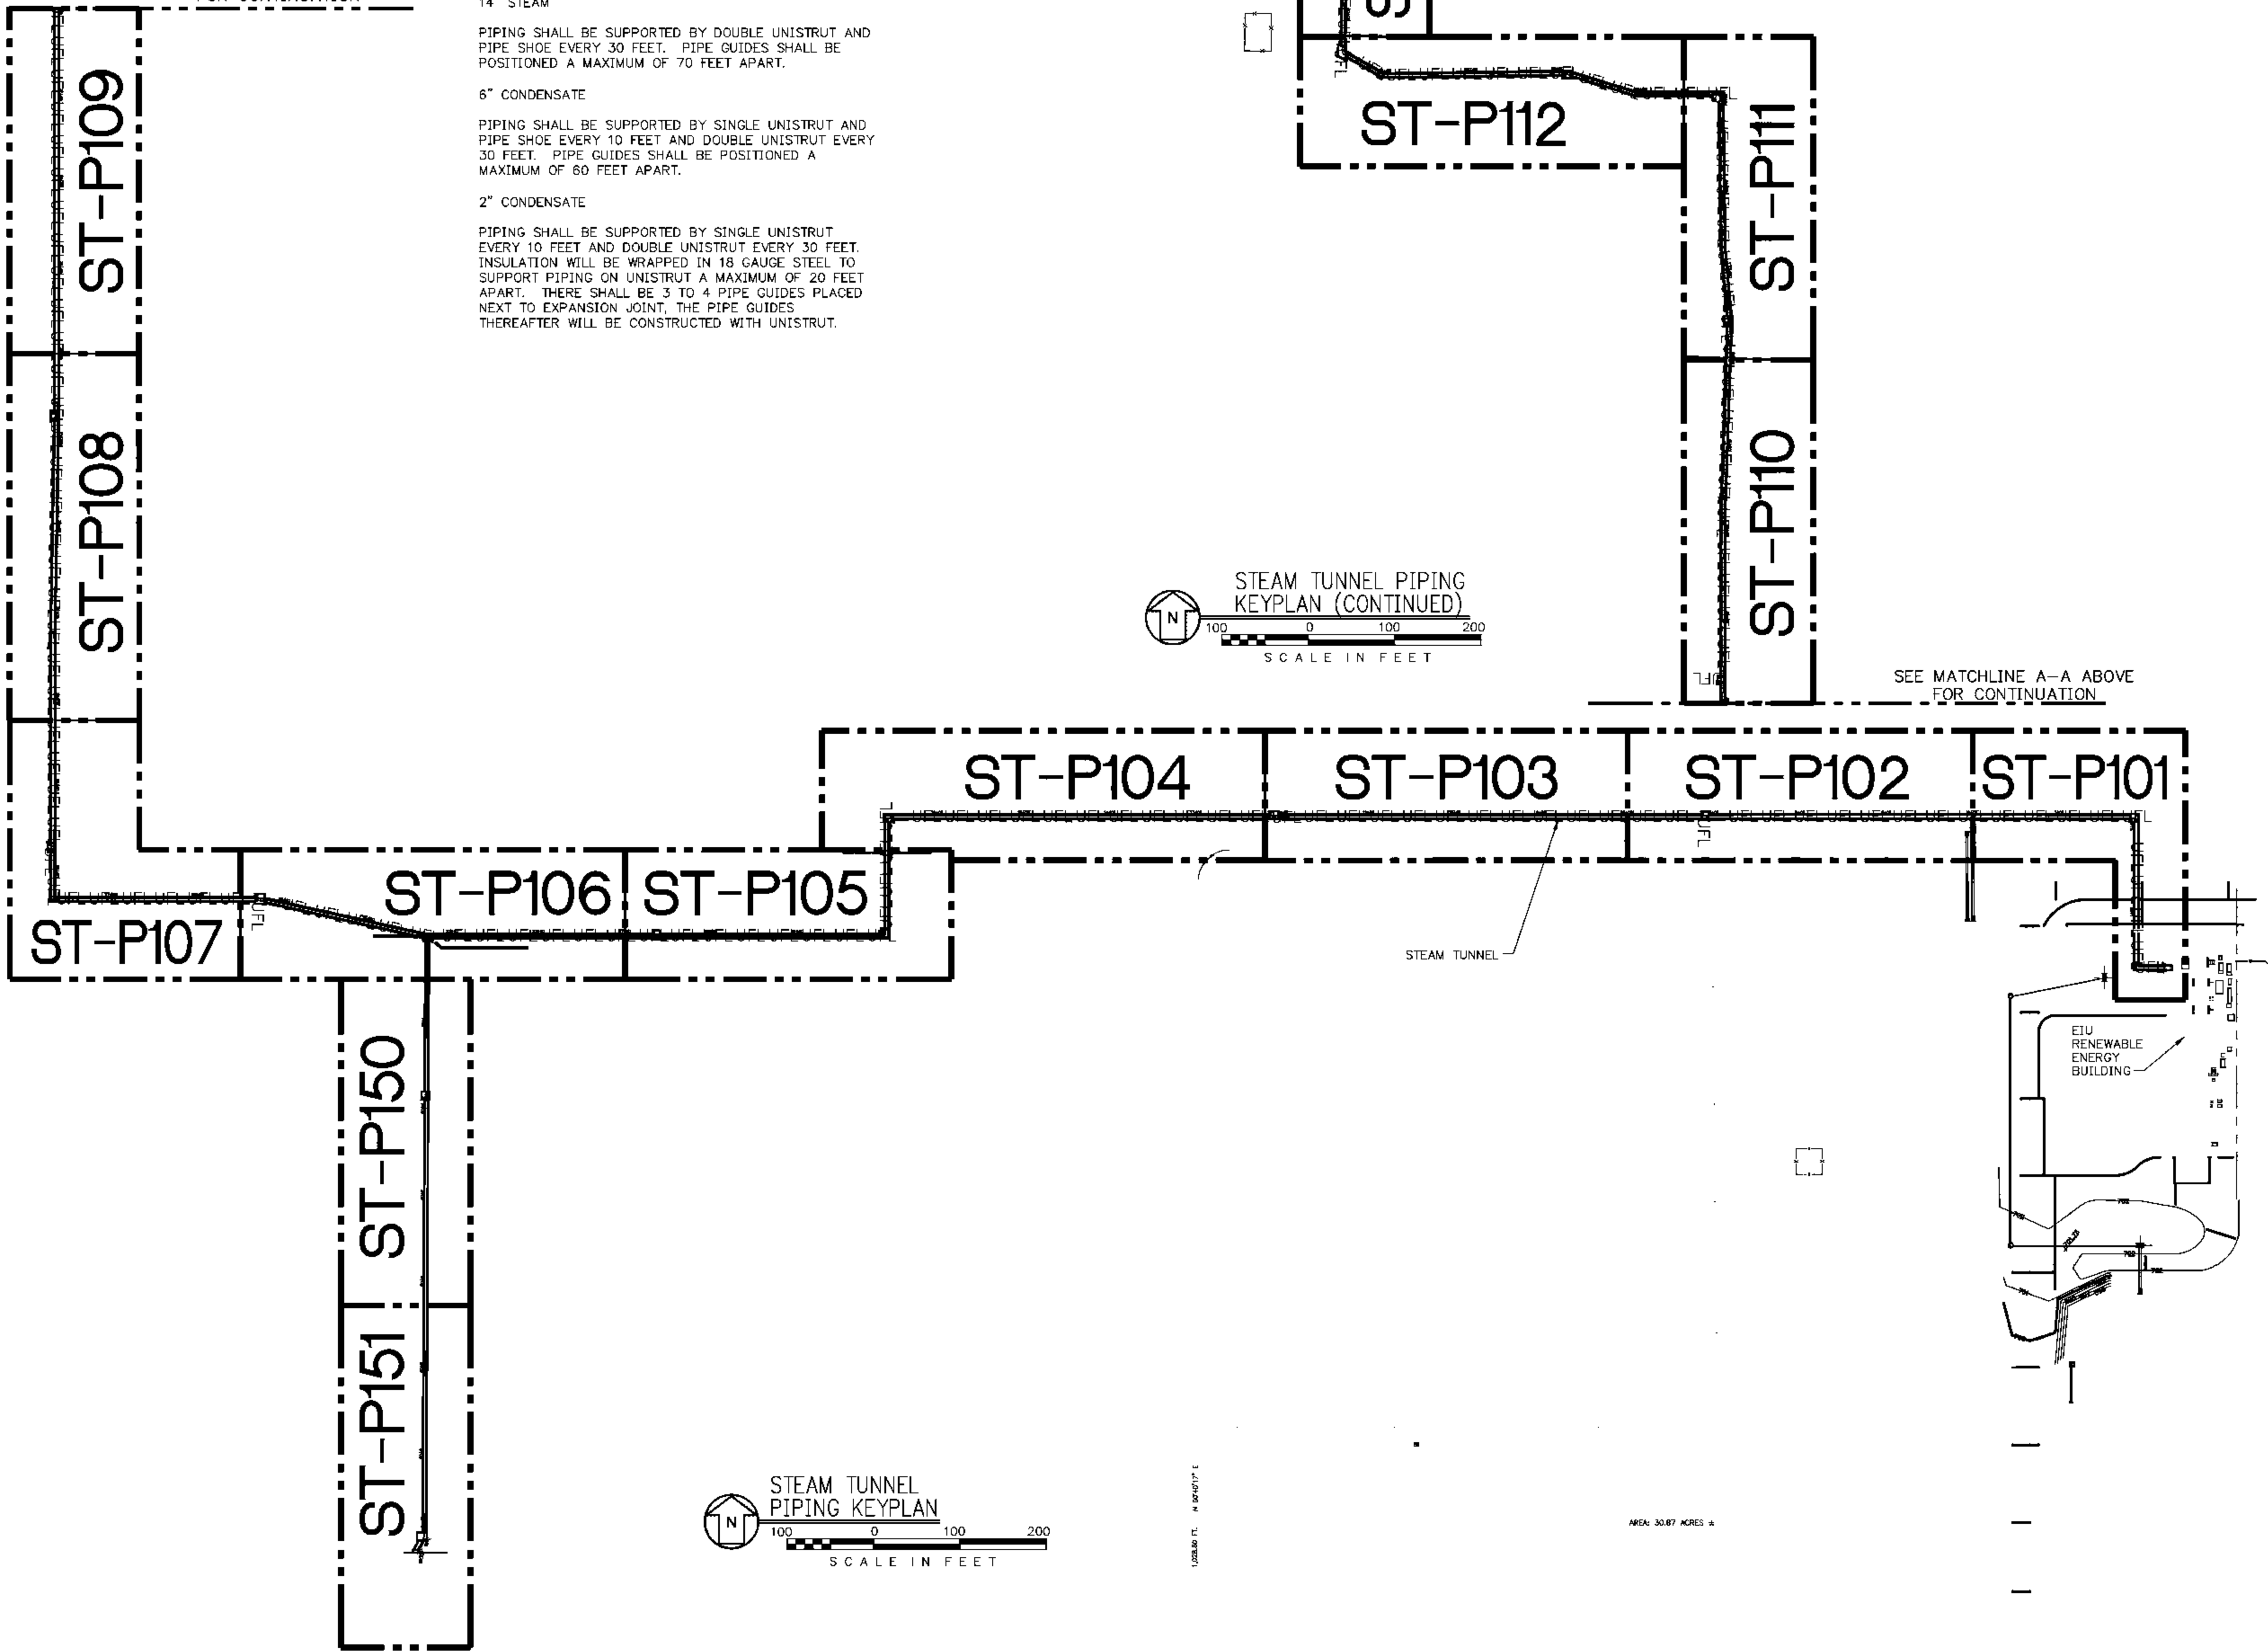 14" STEAM
PIPING SHALL BE SUPPORTED BY DOUBLE UNISTRUT AND
PIPE SHOE EVERY 30 FEET. PIPE GUIDES SHALL BE
POSITIONED A MAXIMUM OF 70 FEET APART.
6" CONDENSATE
PIPING SHALL BE SUPPORTED BY SINGLE UNISTRUT AND
PIPE SHOE EVERY 10 FEET AND DOUBLE UNISTRUT EVERY
30 FEET. PIPE GUIDES SHALL BE POSITIONED A
MAXIMUM OF 60 FEET APART.
2" CONDENSATE
PIPING SHALL BE SUPPORTED BY SINGLE UNISTRUT
EVERY 10 FEET AND DOUBLE UNISTRUT EVERY 30 FEET.
INSULATION WILL BE WRAPPED IN 18 GAUGE STEEL TO
SUPPORT PIPING ON UNISTRUT A MAXIMUM OF 20 FEET
APART. THERE SHALL BE 3 TO 4 PIPE GUIDES PLACED
NEXT TO EXPANSION JOINT, THE PIPE GUIDES
THEREAFTER WILL BE CONSTRUCTED WITH UNISTRUT.
ST-P109
ST-P108
ST-P112
ST-P111
ST-P110
UFL
UFL
N
STEAM TUNNEL PIPING
KEYPLAN (CONTINUED)
100 0 100 200
SCALE IN FEET
SEE MATCHLINE A-A ABOVE
FOR CONTINUATION
ST-P104
ST-P103
ST-P102
ST-P101
UFL
ST-P106
ST-P105
UFL
ST-P107
STEAM TUNNEL
EIU
RENEWABLE
ENERGY
BUILDING
ST-P150
ST-P151
N
STEAM TUNNEL
PIPING KEYPLAN
100 0 100 200
SCALE IN FEET
AREA: 30.87 ACRES ±